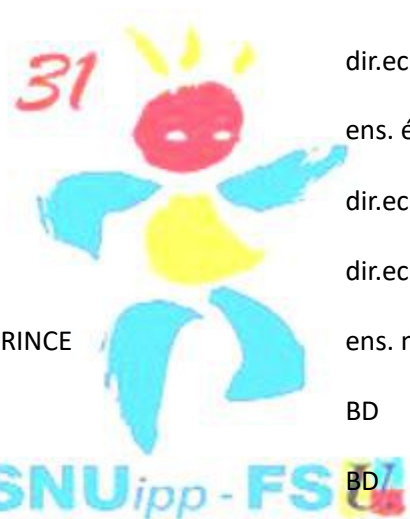 31
dir.ec
ens. é
dir.ec
dir.ec
RINCE ens. r
BD
SNUipp - FSU BD